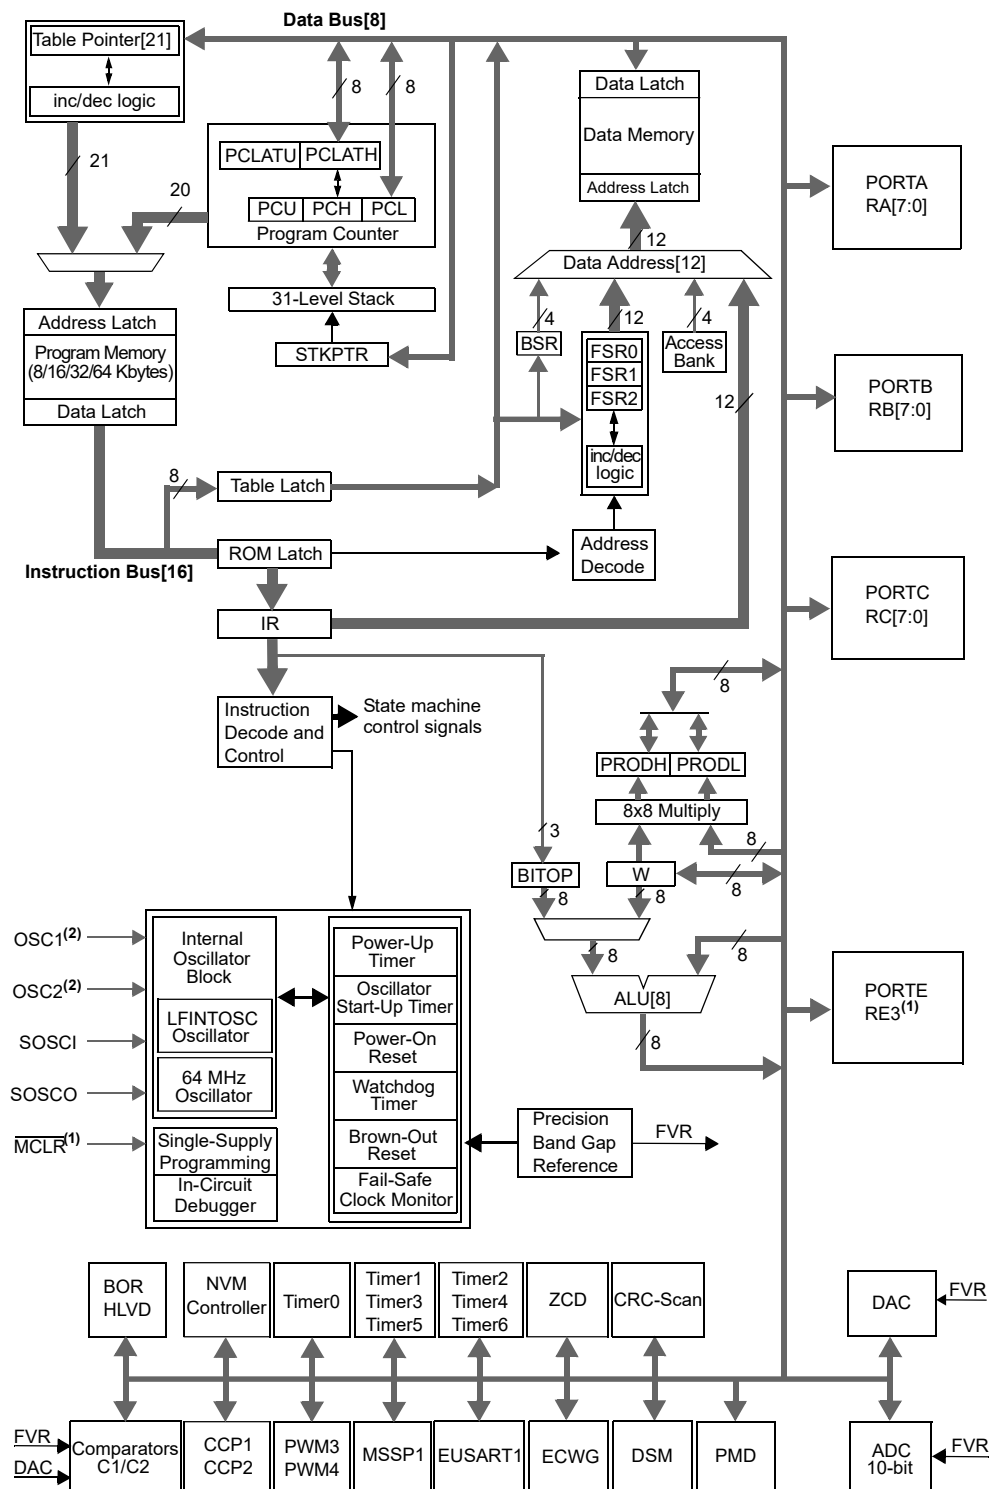 Data Bus[8]
Table Pointer[21]
inc/dec logic
21
20
8
8
PCLATU
PCLATH
PCU
PCH
PCL
Program Counter
31-Level Stack
STKPTR
Data Latch
Data Memory
Address Latch
12
Data Address[12]
4
12
4
BSR
FSR0
FSR1
FSR2
inc/dec
logic
Access
Bank
12
Address Latch
Program Memory
(8/16/32/64 Kbytes)
Data Latch
8
Table Latch
ROM Latch
Instruction Bus[16]
IR
Address
Decode
Instruction
Decode and
Control
State machine
control signals
PORTA
RA[7:0]
PORTB
RB[7:0]
PORTC
RC[7:0]
8
PRODH
PRODL
8x8 Multiply
3
8
BITOP
W
8
8
8
8
8
ALU[8]
8
PORTE
RE3(1)
OSC1(2)
OSC2(2)
SOSCI
SOSCO
MCLR(1)
Internal
Oscillator
Block
LFINTOSC
Oscillator
64 MHz
Oscillator
Single-Supply
Programming
In-Circuit
Debugger
Power-Up
Timer
Oscillator
Start-Up Timer
Power-On
Reset
Watchdog
Timer
Brown-Out
Reset
Fail-Safe
Clock Monitor
Precision
Band Gap
Reference
FVR
BOR
HLVD
NVM
Controller
Timer0
Timer1
Timer3
Timer5
Timer2
Timer4
Timer6
ZCD
CRC-Scan
DAC
FVR
FVR
DAC
Comparators
C1/C2
CCP1
CCP2
PWM3
PWM4
MSSP1
EUSART1
ECWG
DSM
PMD
ADC
10-bit
FVR